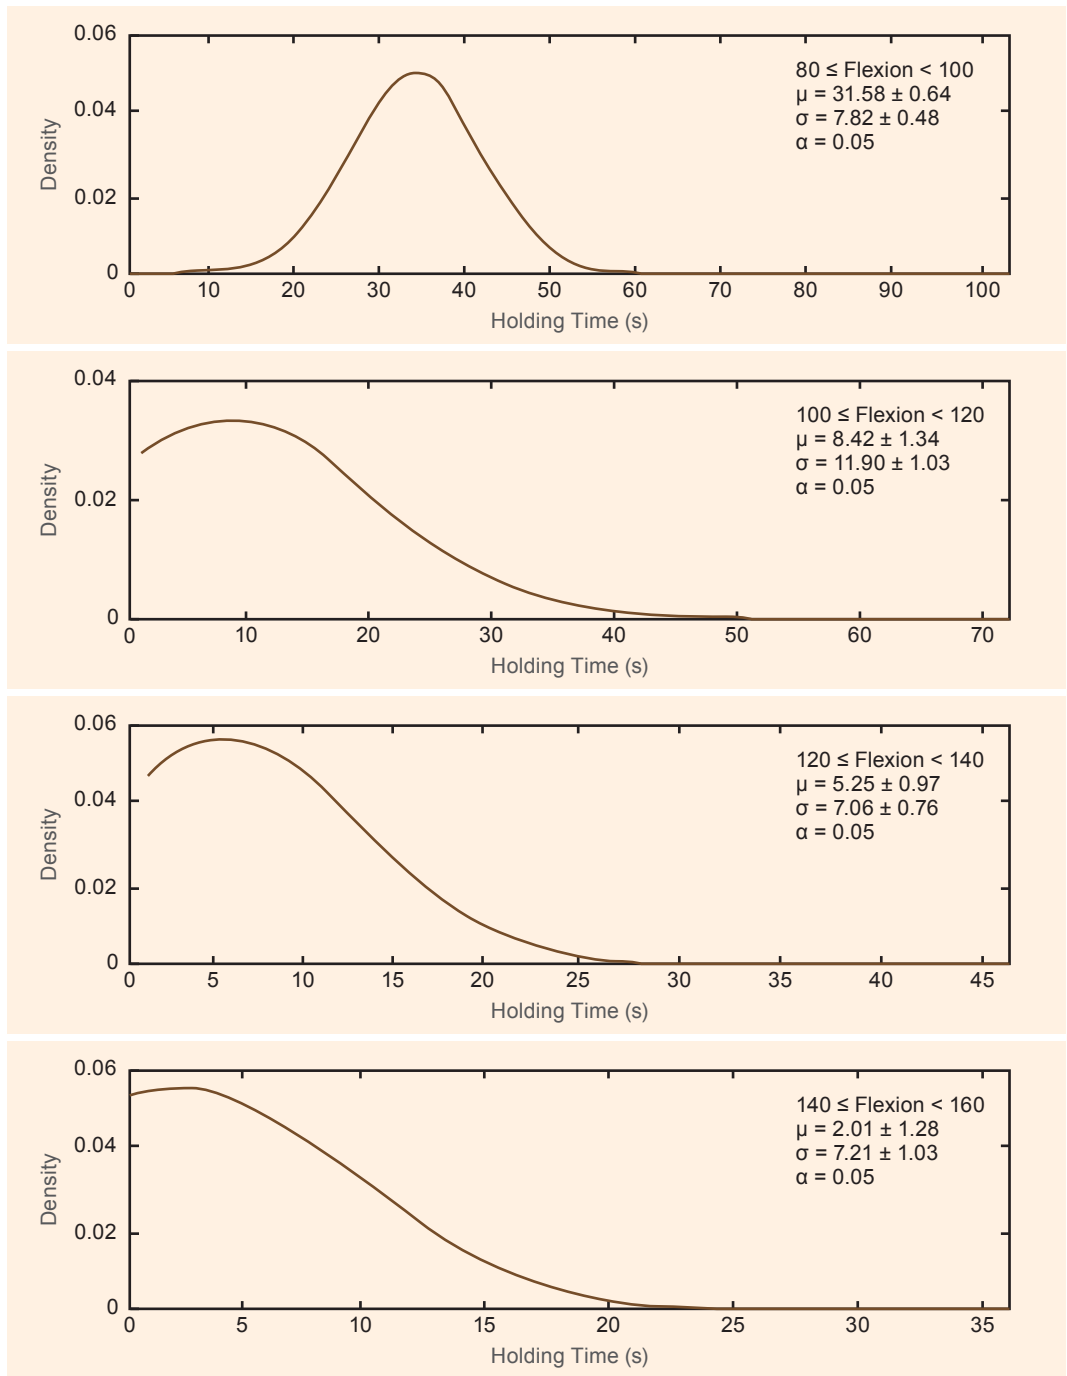 0.06
80 ≤ Flexion < 100
μ = 31.58 ± 0.64
0.04
σ = 7.82 ± 0.48
α = 0.05
Density
0.02
0
0 10 20 30 40 50 60 70 80 90 100
Holding Time (s)
0.04
100 ≤ Flexion < 120
μ = 8.42 ± 1.34
σ = 11.90 ± 1.03
α = 0.05
Density
0.02
0
0 10 20 30 40 50 60 70
Holding Time (s)
0.06
120 ≤ Flexion < 140
μ = 5.25 ± 0.97
0.04
σ = 7.06 ± 0.76
α = 0.05
Density
0.02
0
0 5 10 15 20 25 30 35 40 45
Holding Time (s)
0.06
140 ≤ Flexion < 160
μ = 2.01 ± 1.28
0.04
σ = 7.21 ± 1.03
α = 0.05
Density
0.02
0
0 5 10 15 20 25 30 35
Holding Time (s)